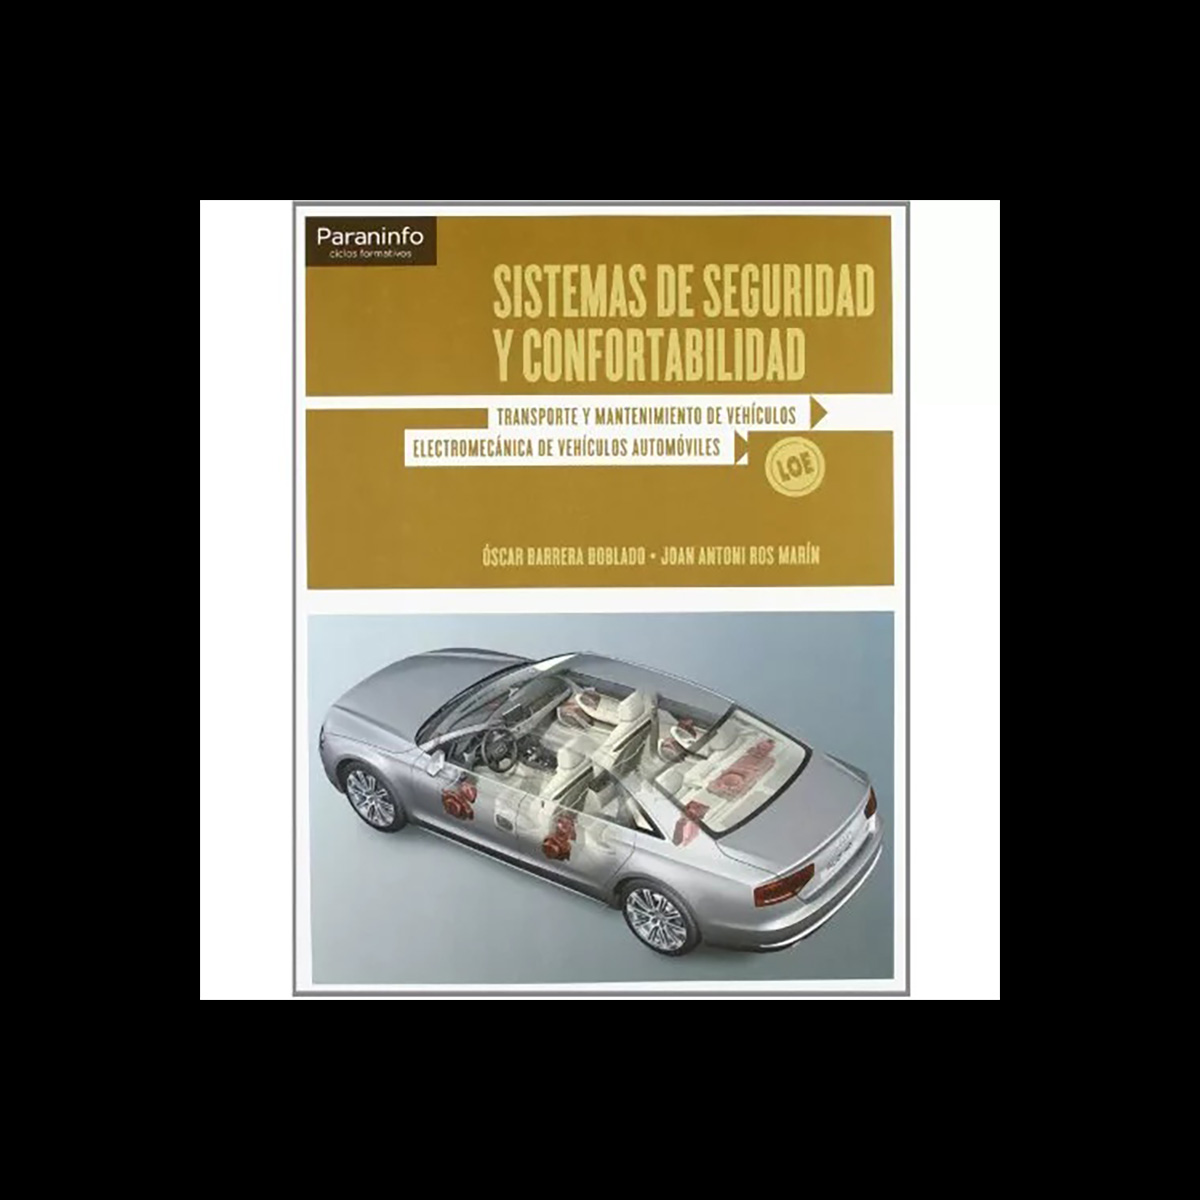 Paraninfo
ciclos formativos
SISTEMAS DE SEGURIDAD
Y CONFORTABILIDAD
TRANSPORTE Y MANTENIMIENTO DE VEHÍCULOS
ELECTROMECÁNICA DE VEHÍCULOS AUTOMÓVILES
LOE
ÓSCAR BARRERA DOBLADO • JOAN ANTONI ROS MARÍN